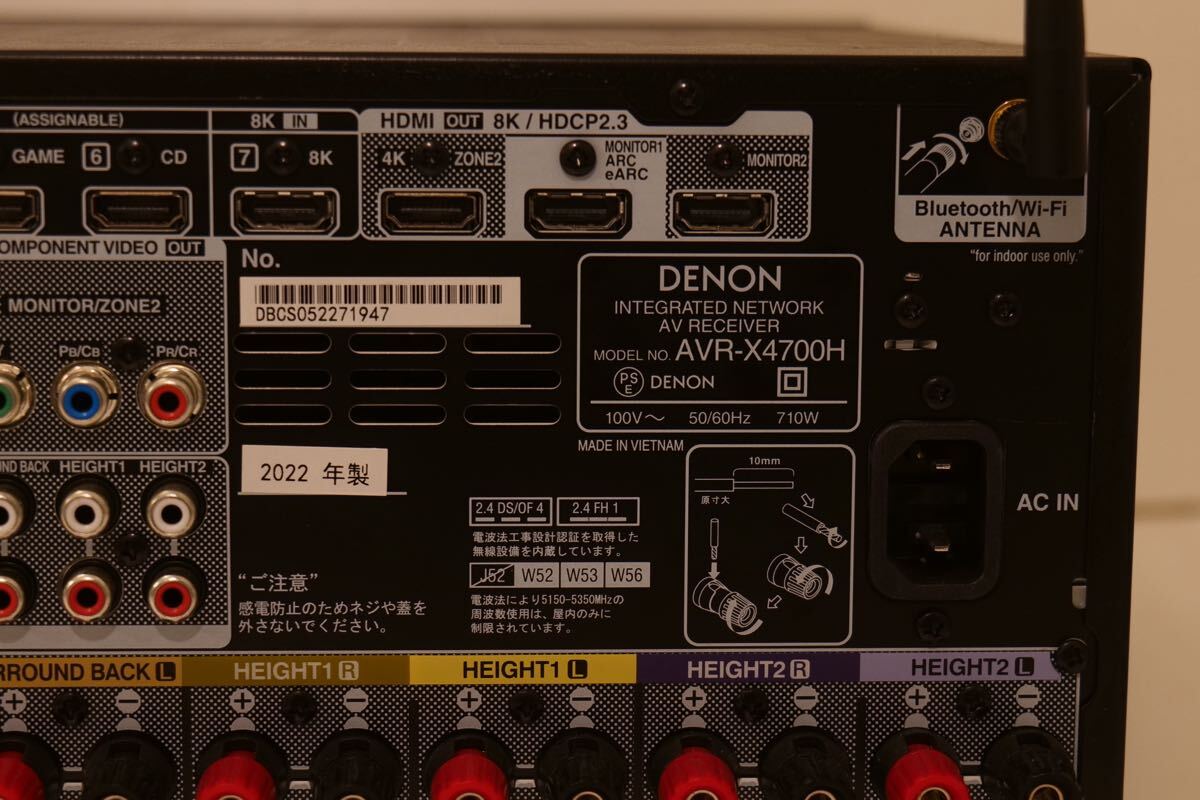 (ASSIGNABLE)
GAME
6 CD
8K IN
7 8K
HDMI OUT 8K / HDCP2.3
4K ZONE2
MONITOR1
ARC
eARC
MONITOR2
Bluetooth/Wi-Fi
ANTENNA
"for indoor use only."
COMPONENT VIDEO OUT
MONITOR/ZONE2
Y
PB/CB
PR/CR
No.
DBCS052271947
DENON
INTEGRATED NETWORK
AV RECEIVER
MODEL NO. AVR-X4700H
PS
E
DENON
100V～ 50/60Hz 710W
MADE IN VIETNAM
BACK
HEIGHT1
HEIGHT2
2022 年製
"ご注意"
感電防止のためネジや蓋を
外さないでください。
2.4 DS/OF 4
2.4 FH 1
電波法工事設計認証を取得した
無線設備を内蔵しています。
J52 W52 W53 W56
電波法により5150-5350MHzの
周波数使用は、屋内のみに
制限されています。
10mm
原寸大
AC IN
BACK L
HEIGHT1 R
HEIGHT1 L
HEIGHT2 R
HEIGHT2 L
+ − + − + − + − + −